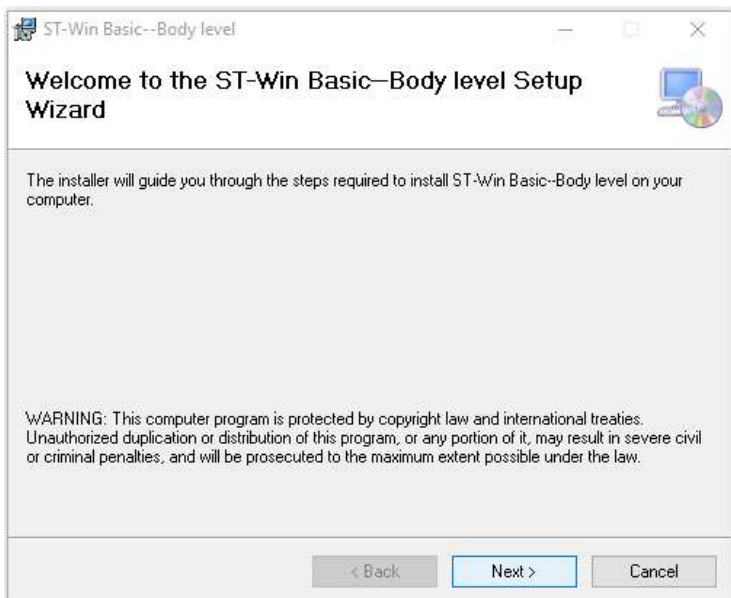 ST-Win Basic--Body level
Welcome to the ST-Win Basic—Body level Setup
Wizard
The installer will guide you through the steps required to install ST-Win Basic--Body level on your
computer.
WARNING: This computer program is protected by copyright law and international treaties.
Unauthorized duplication or distribution of this program, or any portion of it, may result in severe civil
or criminal penalties, and will be prosecuted to the maximum extent possible under the law.
< Back Next > Cancel